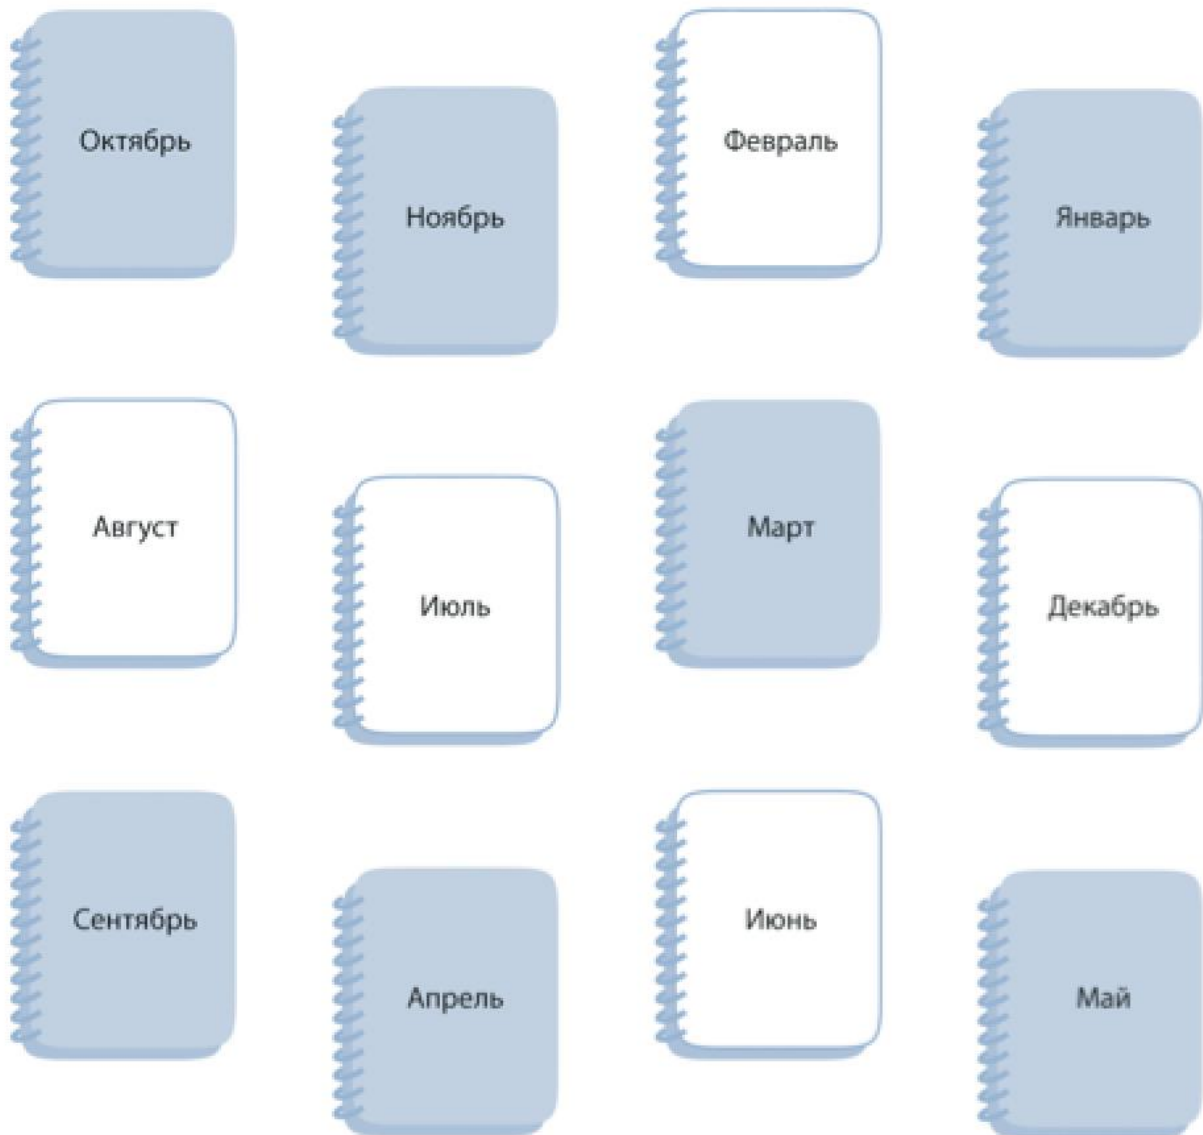 Октябрь
Ноябрь
Февраль
Январь
Август
Июль
Март
Декабрь
Сентябрь
Апрель
Июнь
Май